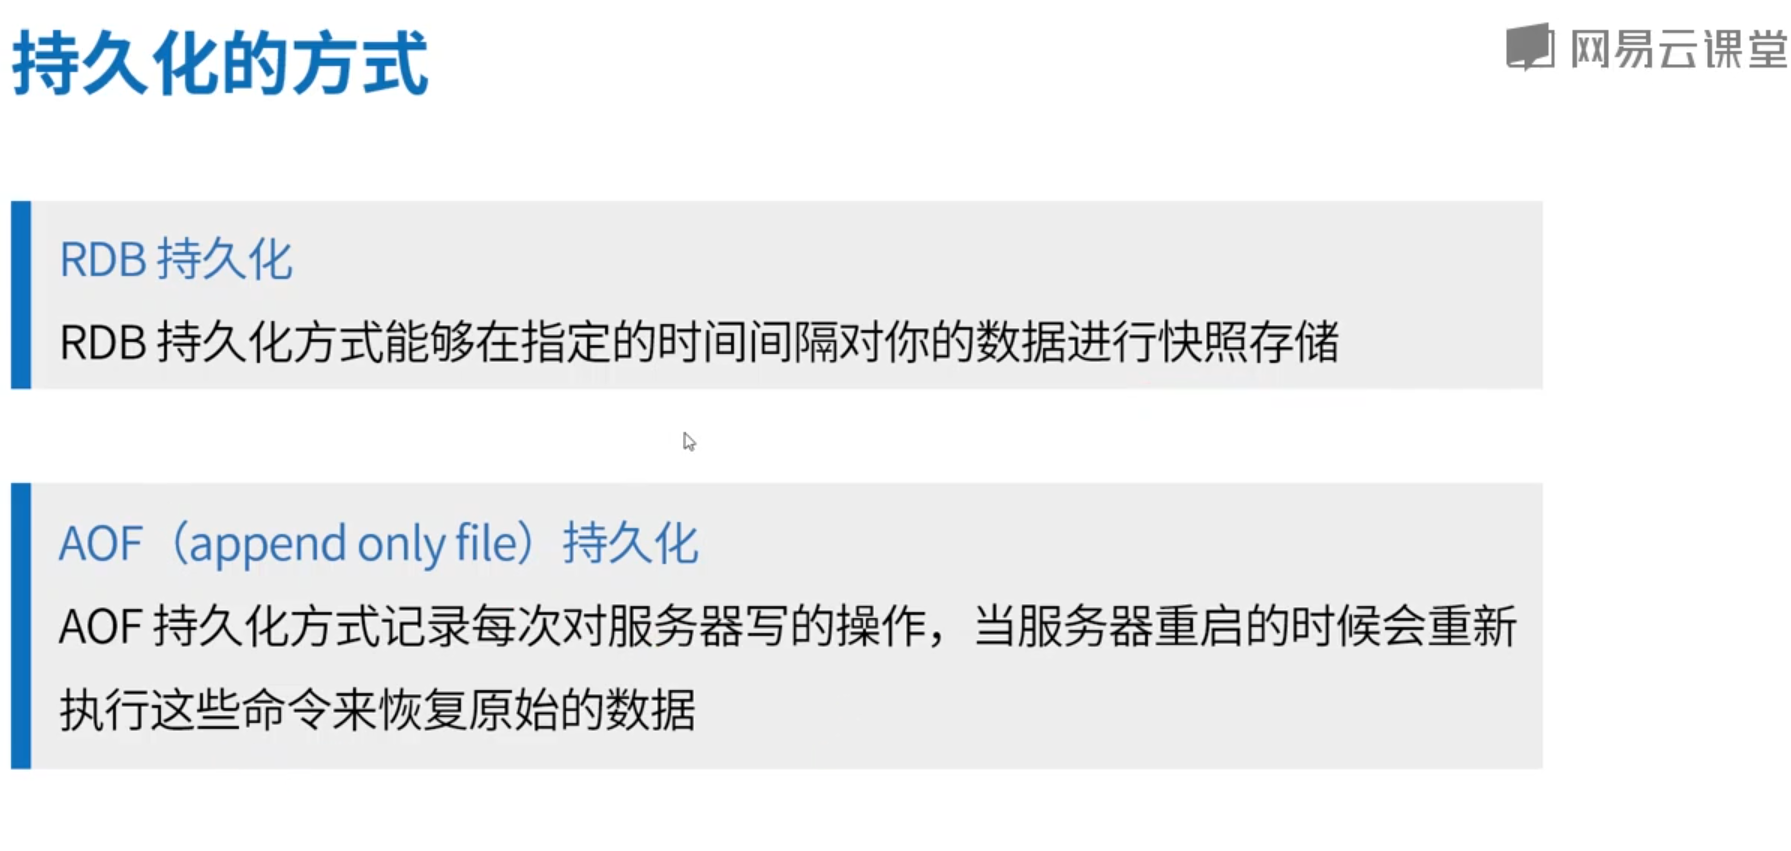 持久化的方式
网易云课堂
RDB 持久化
RDB 持久化方式能够在指定的时间间隔对你的数据进行快照存储
AOF（append only file）持久化
AOF 持久化方式记录每次对服务器写的操作，当服务器重启的时候会重新
执行这些命令来恢复原始的数据